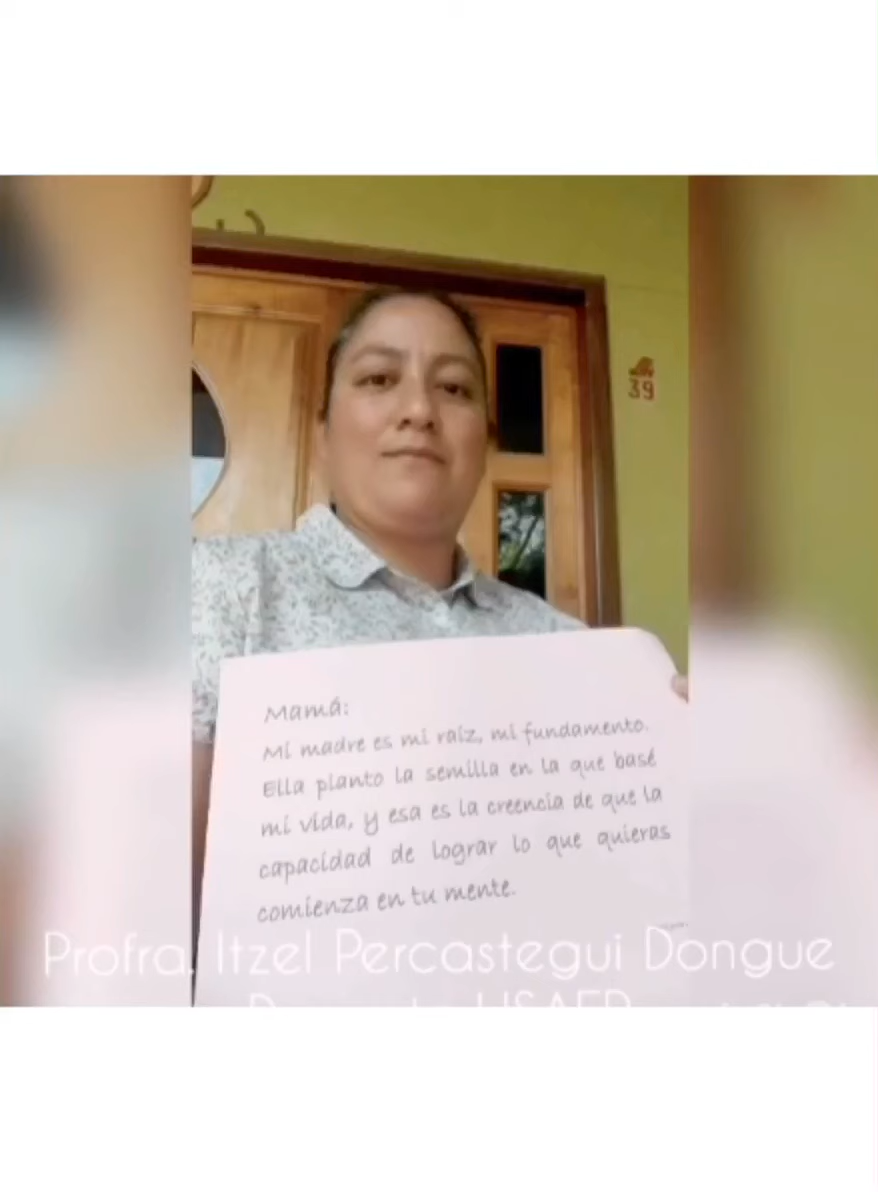 39
Mamá:
Mi madre es mi raíz, mi fundamento.
Ella planto la semilla en la que basé
mi vida, y esa es la creencia de que la
capacidad de lograr lo que quieras
comienza en tu mente.
Profra. Itzel Percastegui Dongue
USAER